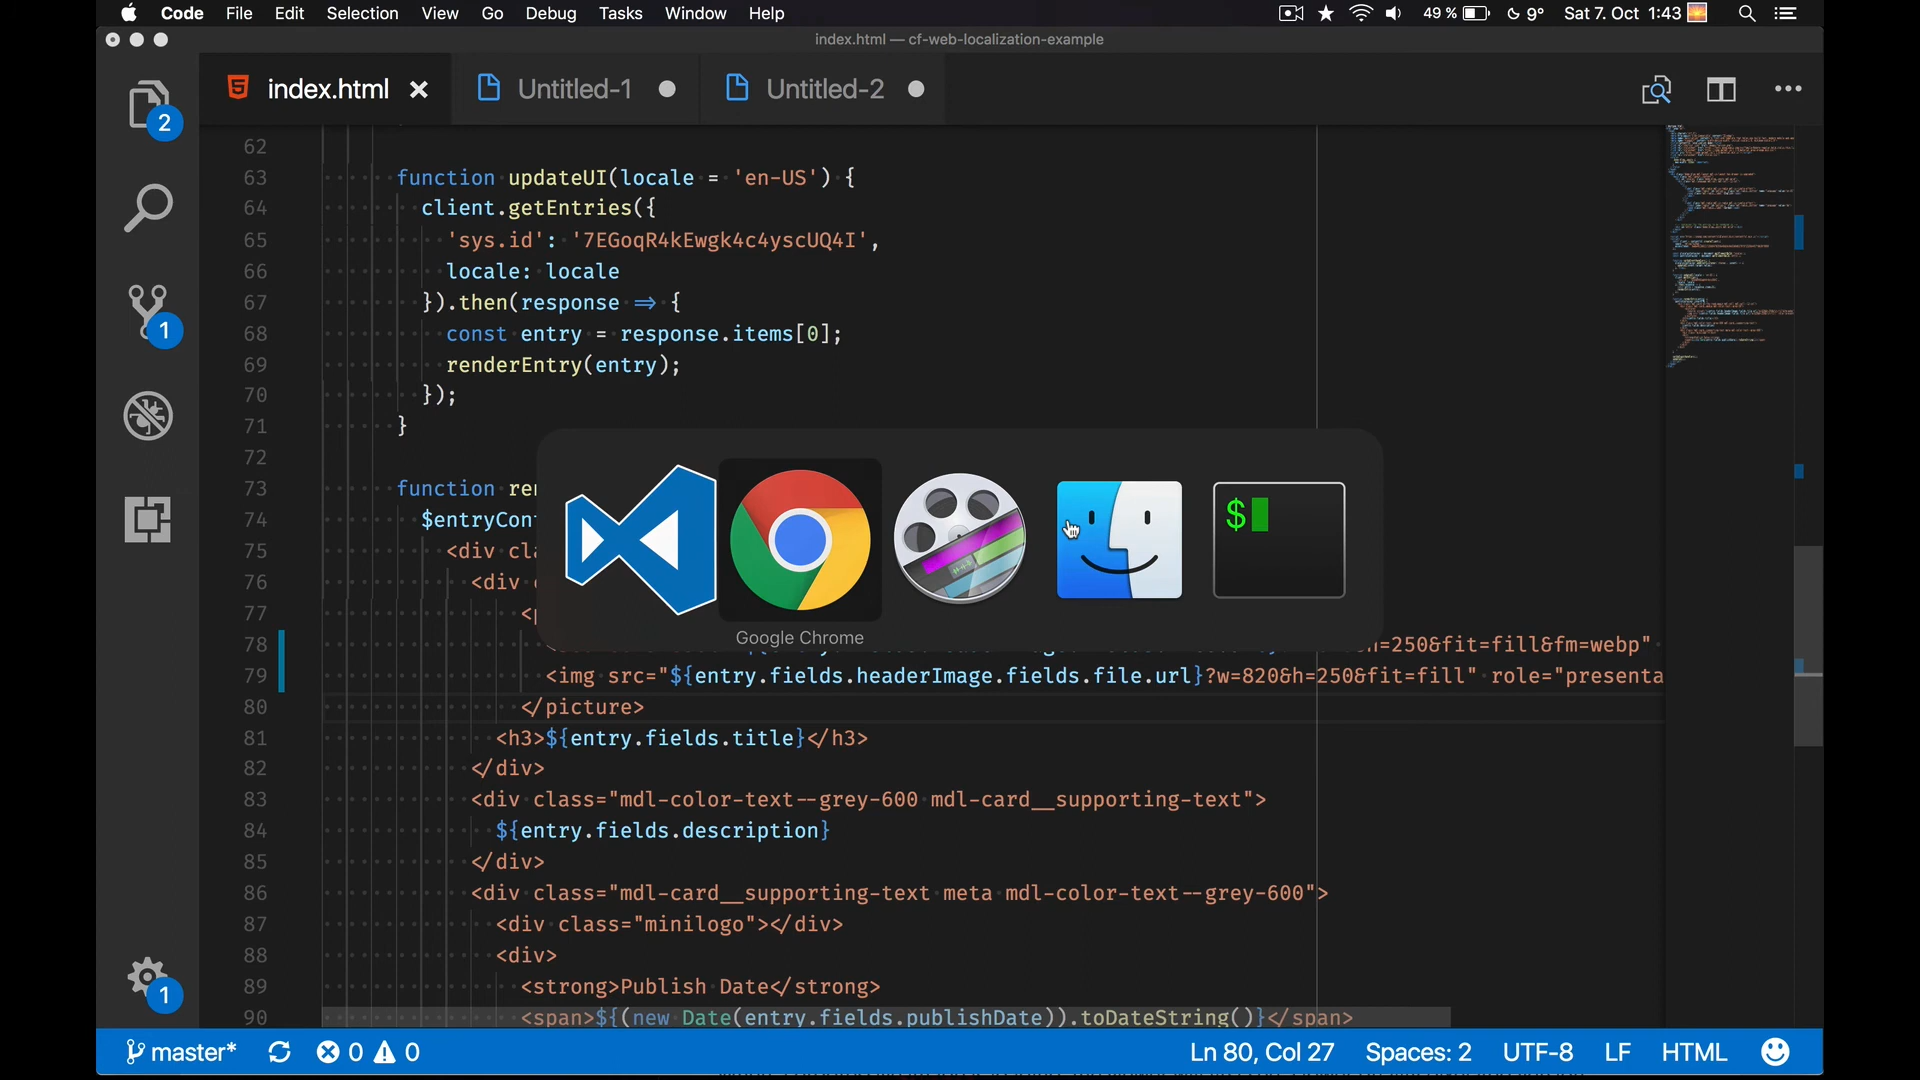 Code File Edit Selection View Go Debug Tasks Window Help 49 % 9° Sat 7. Oct 1:43
index.html — cf-web-localization-example
2 index.html Untitled-1 Untitled-2
62
63 function updateUI(locale = 'en-US') {
64 client.getEntries({
65 'sys.id': '7EGoqR4kEwgk4c4yscUQ4I',
66 locale: locale
67 }).then(response => {
68 const entry = response.items[0];
69 renderEntry(entry);
70 });
71 }
72
73 function re
74 $entryCon
75 <div cl
76 <div
77 <
78 h=250&fit=fill&fm=webp"
79 <img src="${entry.fields.headerImage.fields.file.url}?w=820&h=250&fit=fill" role="presenta
80 </picture>
81 <h3>${entry.fields.title}</h3>
82 </div>
83 <div class="mdl-color-text--grey-600 mdl-card__supporting-text">
84 ${entry.fields.description}
85 </div>
86 <div class="mdl-card__supporting-text meta mdl-color-text--grey-600">
87 <div class="minilogo"></div>
88 <div>
89 <strong>Publish Date</strong>
90 <span>${(new Date(entry.fields.publishDate)).toDateString()}</span>
1
1
$
Google Chrome
master* 0 0 Ln 80, Col 27 Spaces: 2 UTF-8 LF HTML